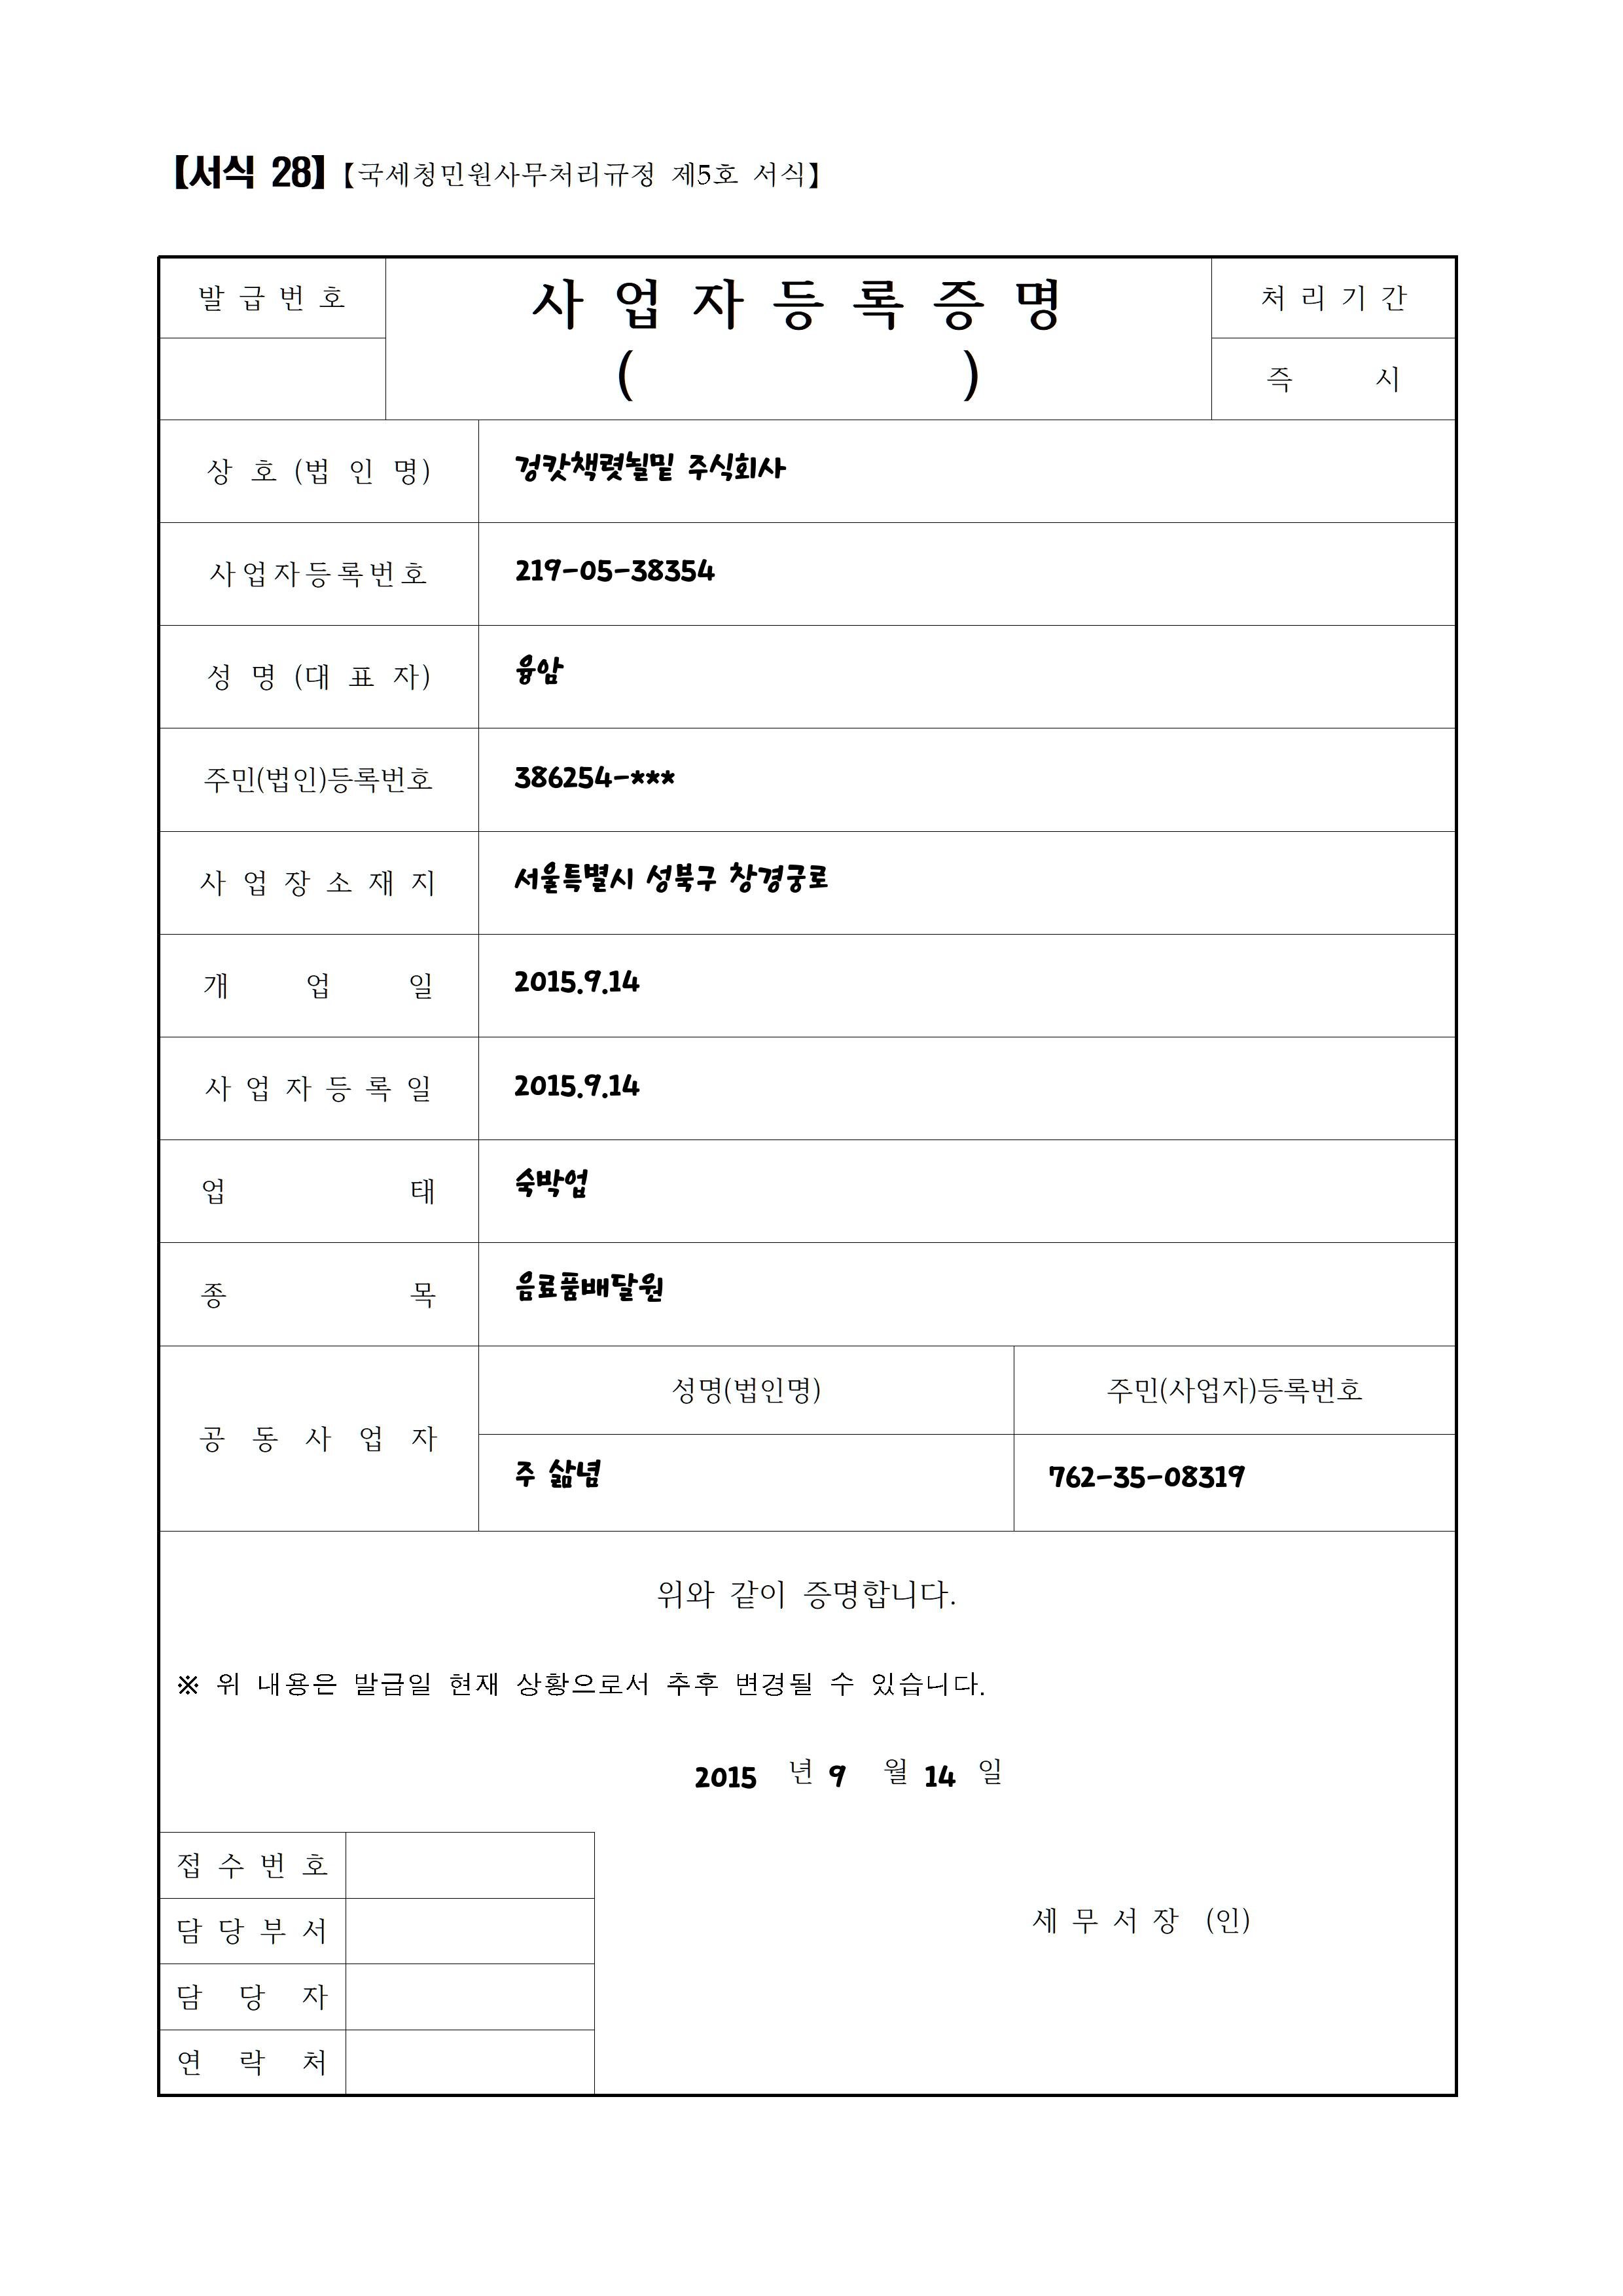 【서식 28】【국세청민원사무처리규정 제5호 서식】
발급번호
사업자등록증명
( )
처리기간
즉 시
상 호 (법 인 명) 겅캇책렷뇔밑 주식회사
사업자등록번호 219-05-38354
성 명 (대 표 자) 융암
주민(법인)등록번호 386254-***
사업장소재지 서울특별시 성북구 창경궁로
개 업 일 2015.9.14
사업자등록일 2015.9.14
업 태 숙박업
종 목 음료품배달원
공동사업자
성명(법인명) 주민(사업자)등록번호
주 삶념 762-35-08319
위와 같이 증명합니다.
※ 위 내용은 발급일 현재 상황으로서 추후 변경될 수 있습니다.
2015 년 9 월 14 일
접수번호
담당부서
세무서장 (인)
담 당 자
연 락 처